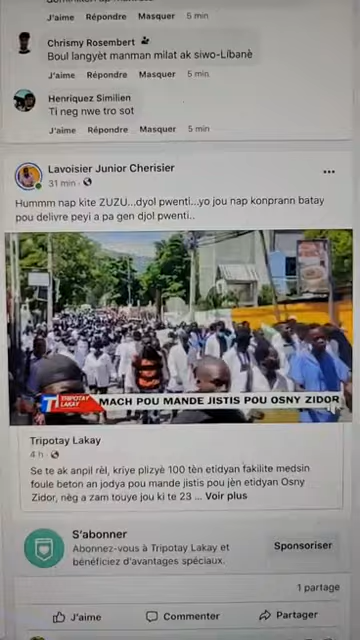 J'aime Répondre Masquer 5 min
Chrismy Rosembert
Boul langyèt manman milat ak siwo-Libanè
J'aime Répondre Masquer 5 min
Henriquez Similien
Ti neg nwe tro sot
J'aime Répondre Masquer 5 min
Lavoisier Junior Cherisier
31 min
Hummm nap kite ZUZU...dyol pwenti...yo jou nap konprann batay
pou delivre peyi a pa gen djol pwenti..
TRIPOTAY
LAKAY
MACH POU MANDE JISTIS POU OSNY ZIDOR
Tripotay Lakay
4 h
Se te ak anpil rèl, kriye plizyè 100 tèn etidyan fakilite medsin
foule beton an jodya pou mande jistis pou jèn etidyan Osny
Zidor, nèg a zam touye jou ki te 23 ... Voir plus
S'abonner
Abonnez-vous à Tripotay Lakay et
bénéficiez d'avantages spéciaux.
Sponsoriser
1 partage
J'aime Commenter Partager